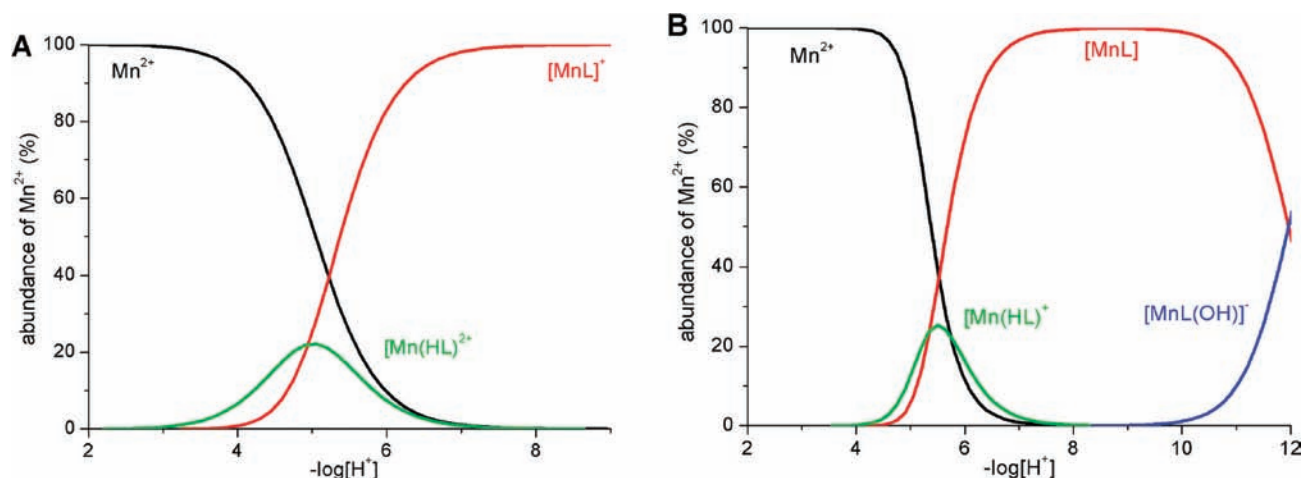 A
abundance of Mn²⁺ (%)
100
80
60
40
20
0
Mn²⁺
[MnL]⁺
[Mn(HL)²⁺
2
4
6
8
-log[H⁺]
B
abundance of Mn²⁺ (%)
100
80
60
40
20
0
Mn²⁺
[MnL]
[Mn(HL)⁺
[MnL(OH)]⁻
2
4
6
8
10
12
-log[H⁺]